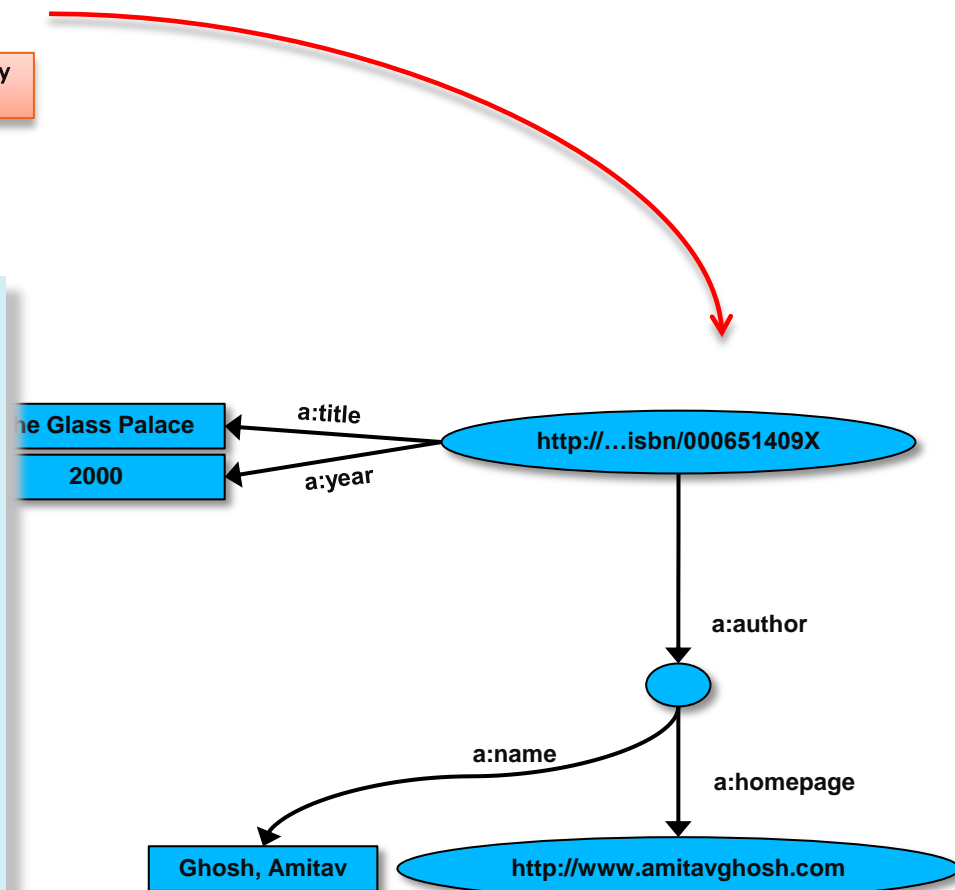 y
he Glass Palace
a:title
http://…isbn/000651409X
2000
a:year
a:author
a:name
a:homepage
Ghosh, Amitav
http://www.amitavghosh.com